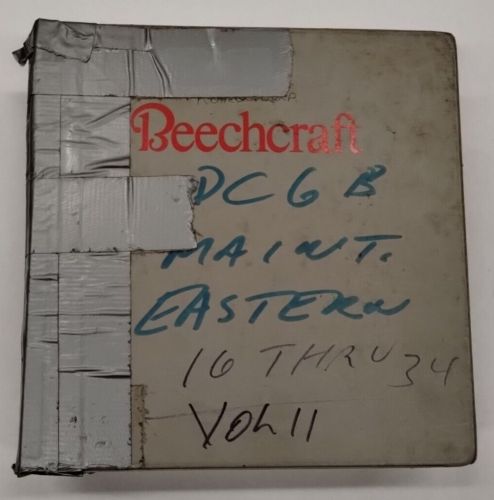 Beechcraft
DC6B
MAINT.
EASTERN
16 THRU 34
VOL II